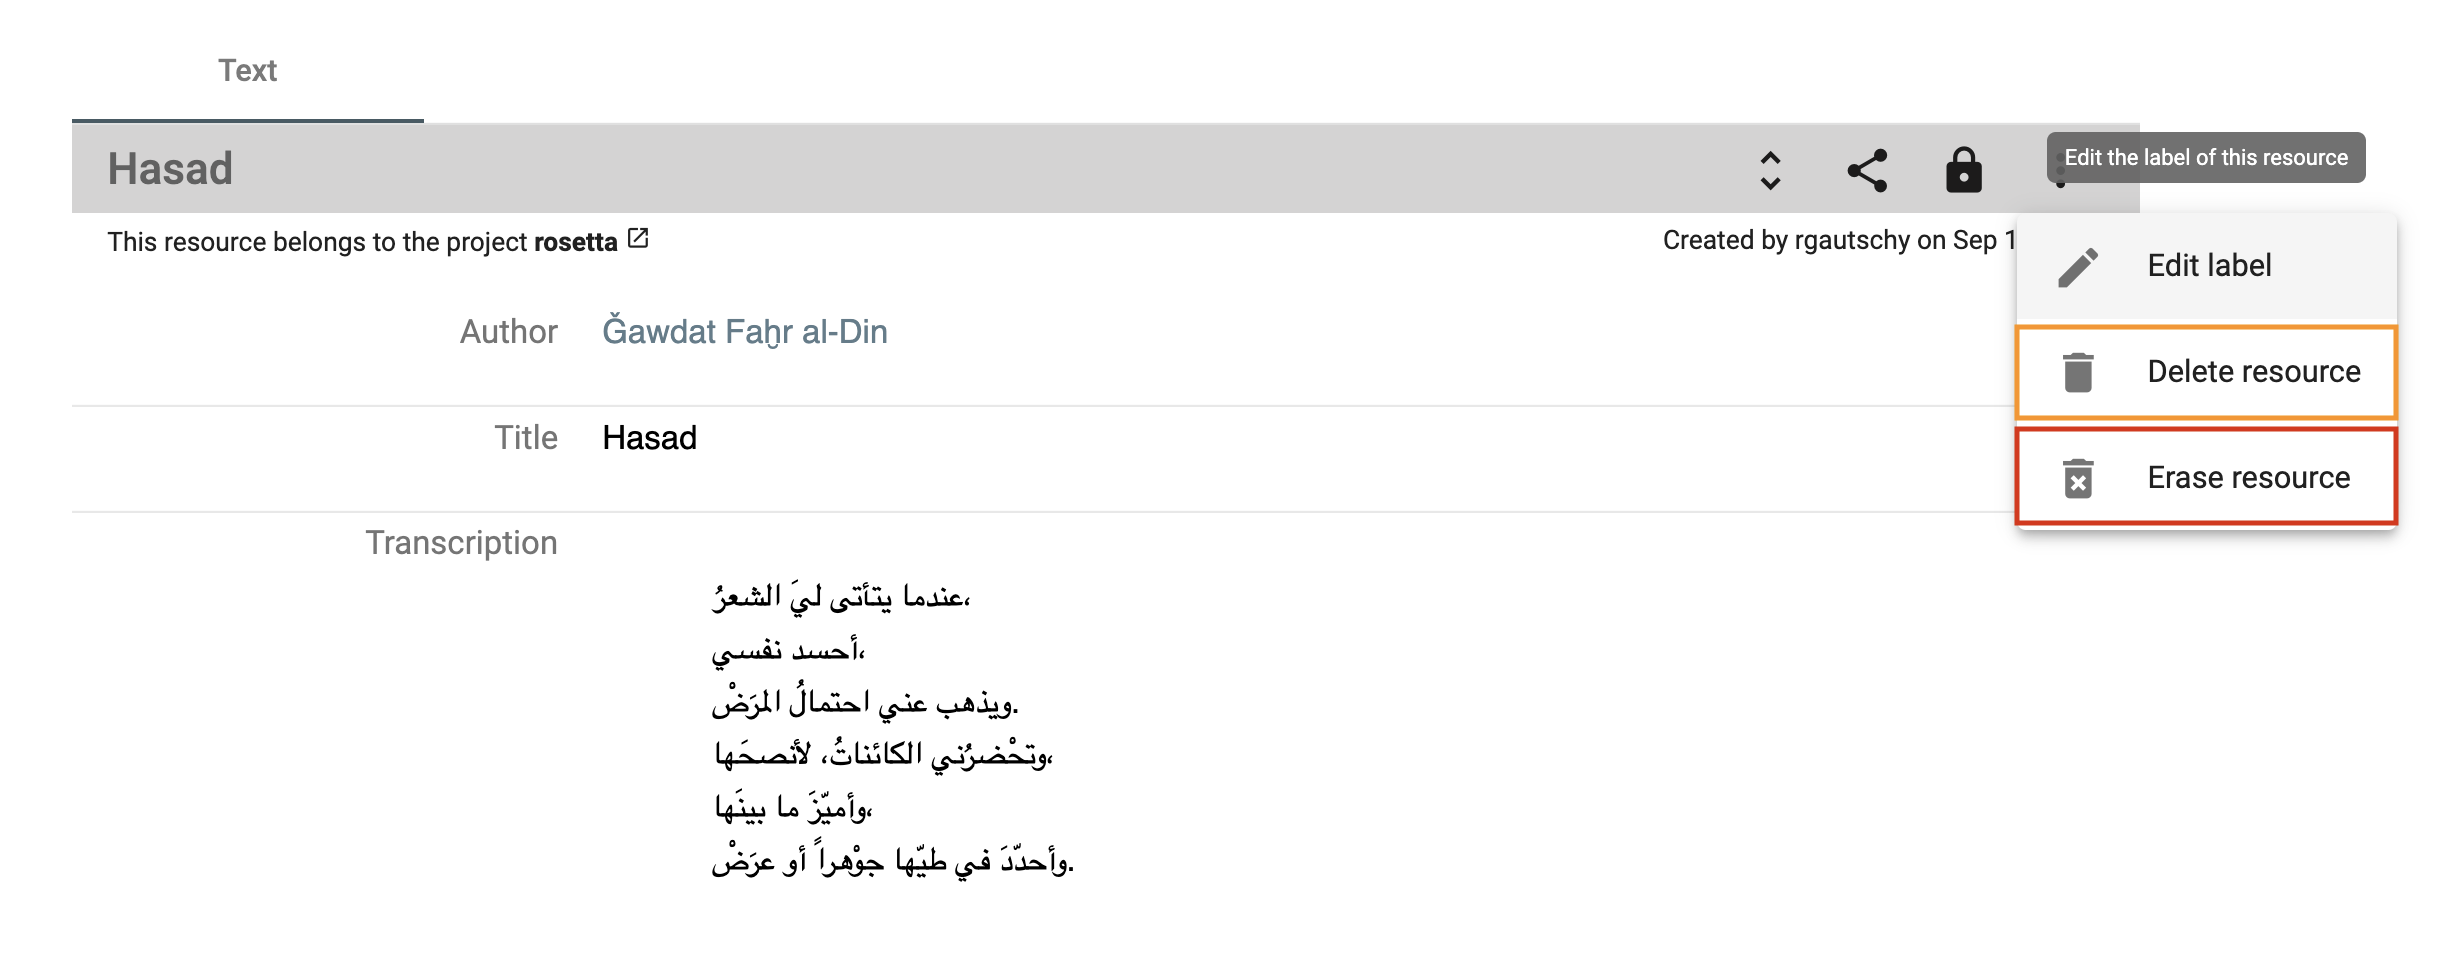 Text
Hasad
Edit the label of this resource
This resource belongs to the project rosetta
Created by rgautschy on Sep 1
Edit label
Delete resource
Erase resource
Author Ǧawdat Faḫr al-Din
Title Hasad
Transcription
عندما يتأتى ليَ الشعرُ،
أحسد نفسي،
ويذهب عني احتمالُ المرَضْ.
وتحْضرُني الكائناتُ، لأنصحَها،
وأميّزَ ما بينَها،
وأحدّدَ في طيّها جوْهراً أو عرَضْ.